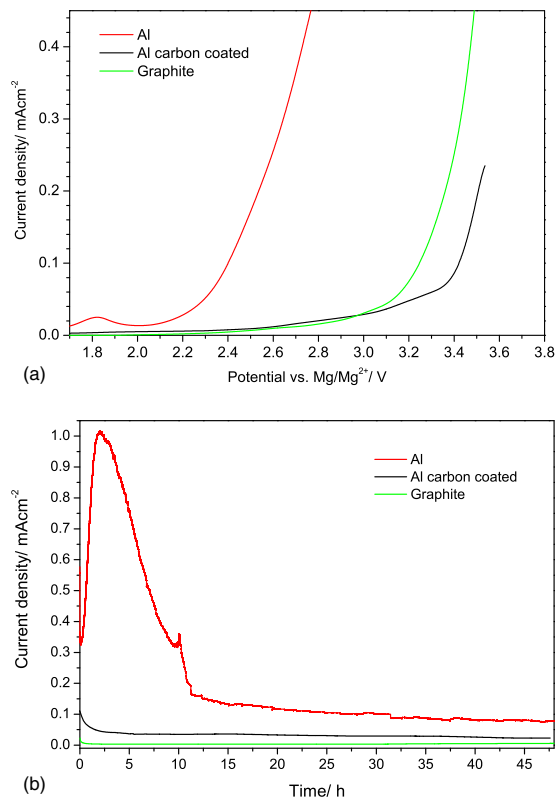 0.4
0.3
0.2
0.1
0.0
Current density/ mAcm-2
Al
Al carbon coated
Graphite
1.8 2.0 2.2 2.4 2.6 2.8 3.0 3.2 3.4 3.6 3.8
(a)
Potential vs. Mg/Mg2+/ V
1.0
0.9
0.8
0.7
0.6
0.5
0.4
0.3
0.2
0.1
0.0
Current density/ mAcm-2
Al
Al carbon coated
Graphite
0 5 10 15 20 25 30 35 40 45
(b)
Time/ h